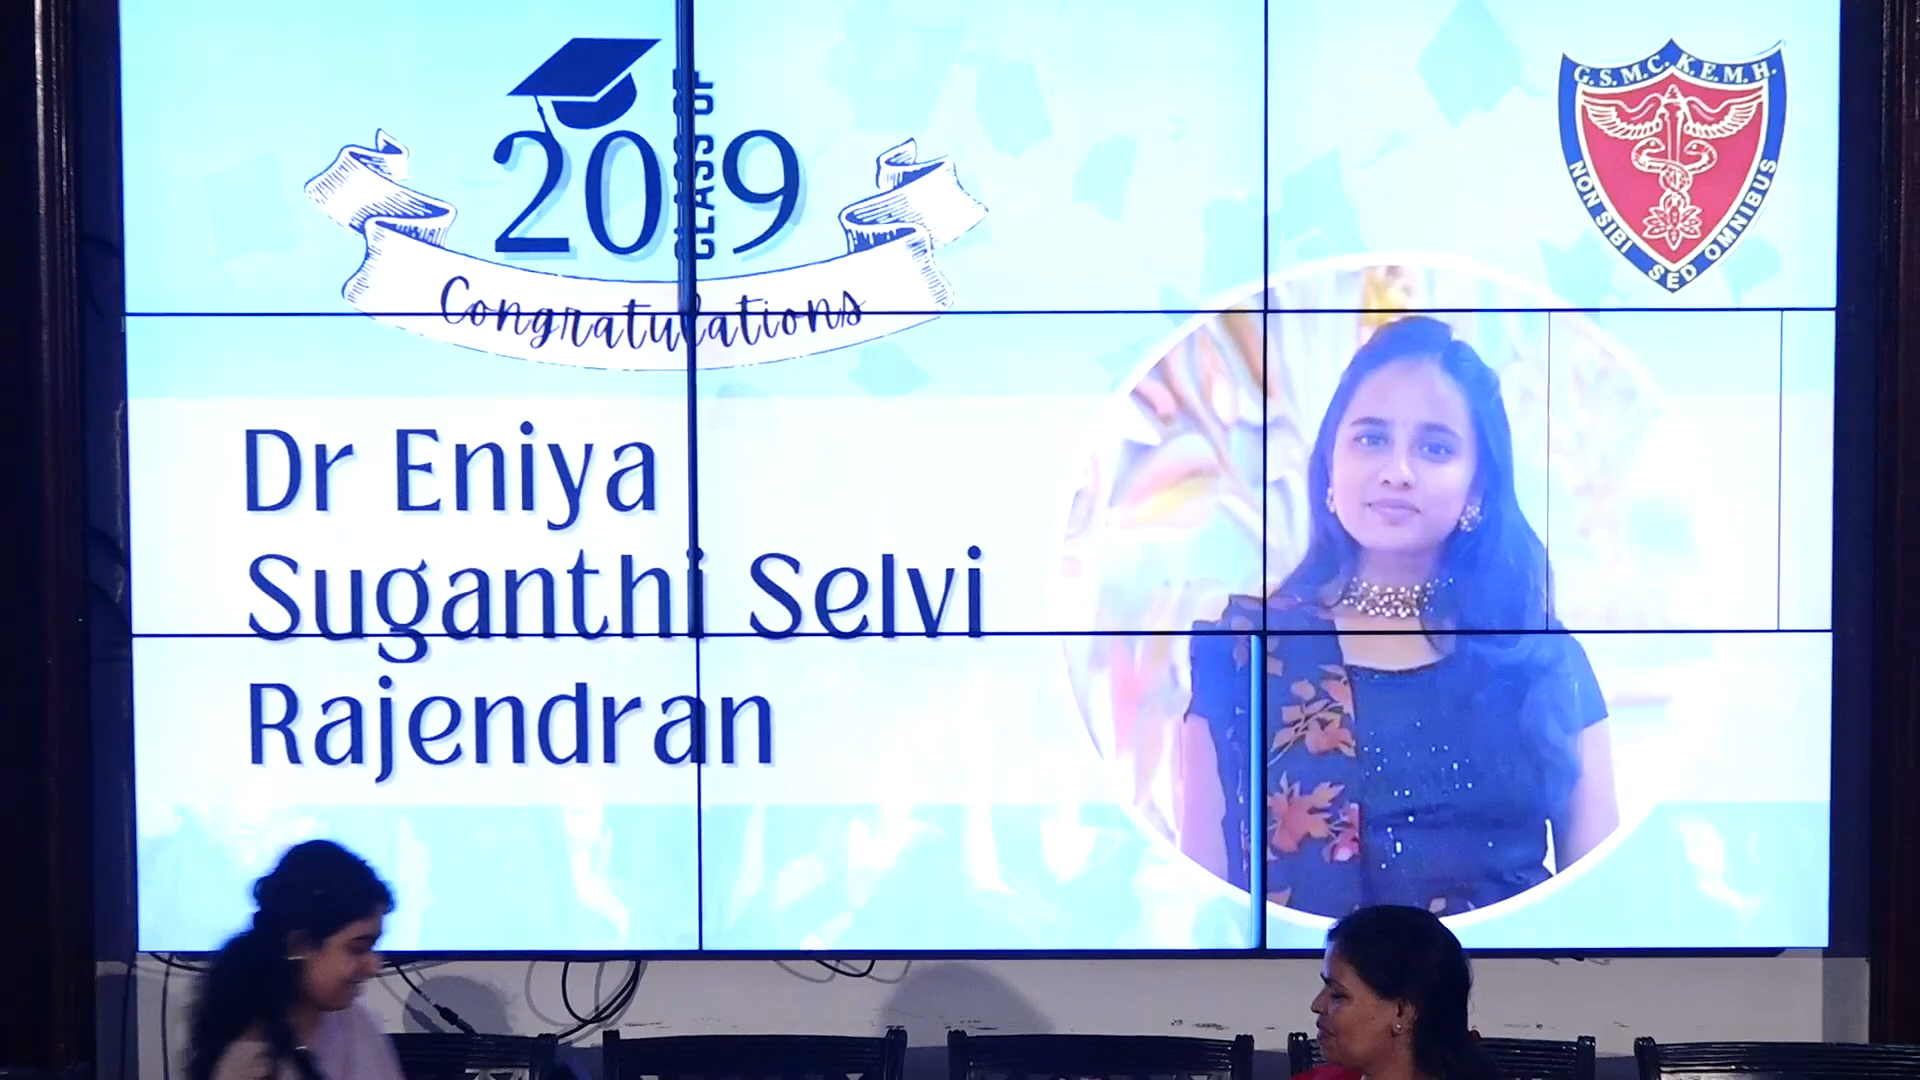 CLASS OF
2019
Congratulations
G.S.M.C. K.E.M.H.
NON SIBI SED OMNIBUS
Dr Eniya
Suganthi Selvi
Rajendran